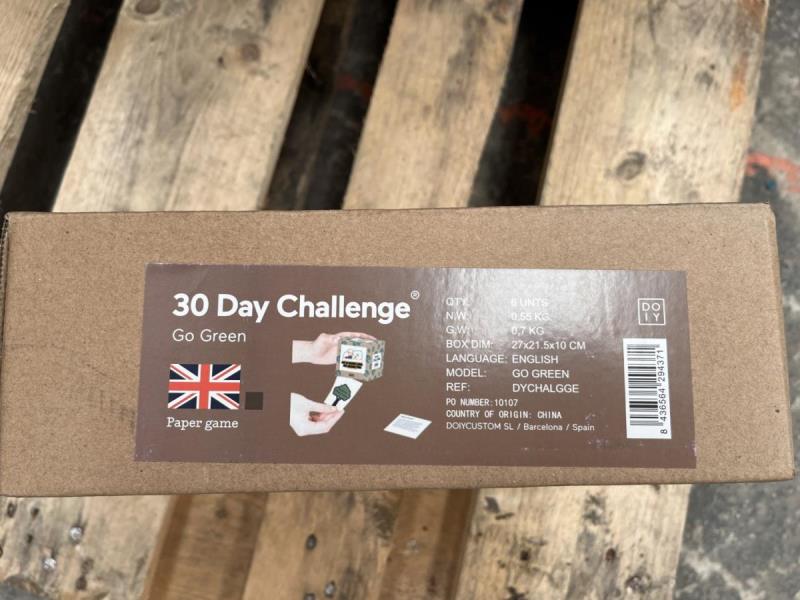 30 Day Challenge®
Go Green
Paper game
QTY: 6 UNTS
N.W: 0,55 KG
G.W: 0,7 KG
BOX DIM: 27x21.5x10 CM
LANGUAGE: ENGLISH
MODEL: GO GREEN
REF: DYCHALGGE
PO NUMBER:10107
COUNTRY OF ORIGIN: CHINA
DOIYCUSTOM SL / Barcelona / Spain
DO
IY
8 436564 294371